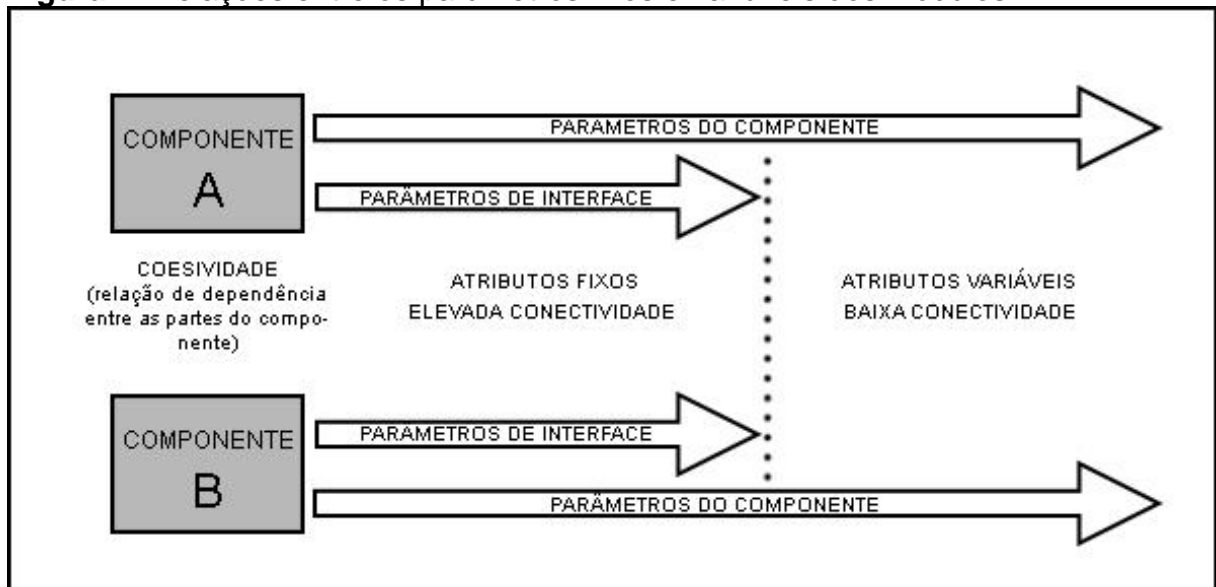 COMPONENTE
A
PARAMETROS DO COMPONENTE
PARÂMETROS DE INTERFACE
COESIVIDADE
(relação de dependência
entre as partes do compo-
nente)
ATRIBUTOS FIXOS
ELEVADA CONECTIVIDADE
ATRIBUTOS VARIÁVEIS
BAIXA CONECTIVIDADE
COMPONENTE
B
PARAMETROS DE INTERFACE
PARÂMETROS DO COMPONENTE